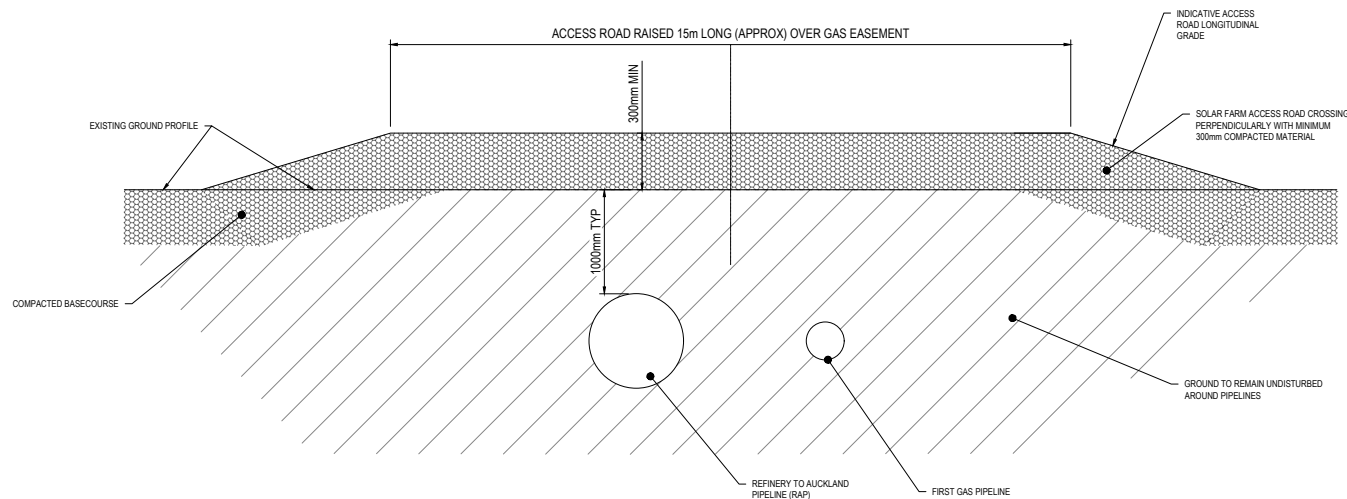 INDICATIVE ACCESS
ROAD LONGITUDINAL
GRADE
ACCESS ROAD RAISED 15m LONG (APPROX) OVER GAS EASEMENT
300mm MIN
EXISTING GROUND PROFILE
SOLAR FARM ACCESS ROAD CROSSING
PERPENDICULARLY WITH MINIMUM
300mm COMPACTED MATERIAL
1000mm TYP
COMPACTED BASECOURSE
GROUND TO REMAIN UNDISTURBED
AROUND PIPELINES
REFINERY TO AUCKLAND
PIPELINE (RAP)
FIRST GAS PIPELINE